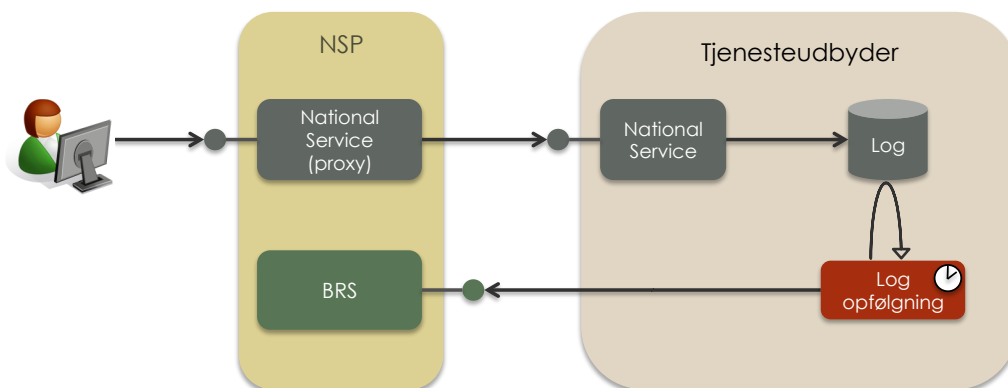 NSP
Tjenesteudbyder
National
Service
(proxy)
National
Service
Log
BRS
Log
opfølgning